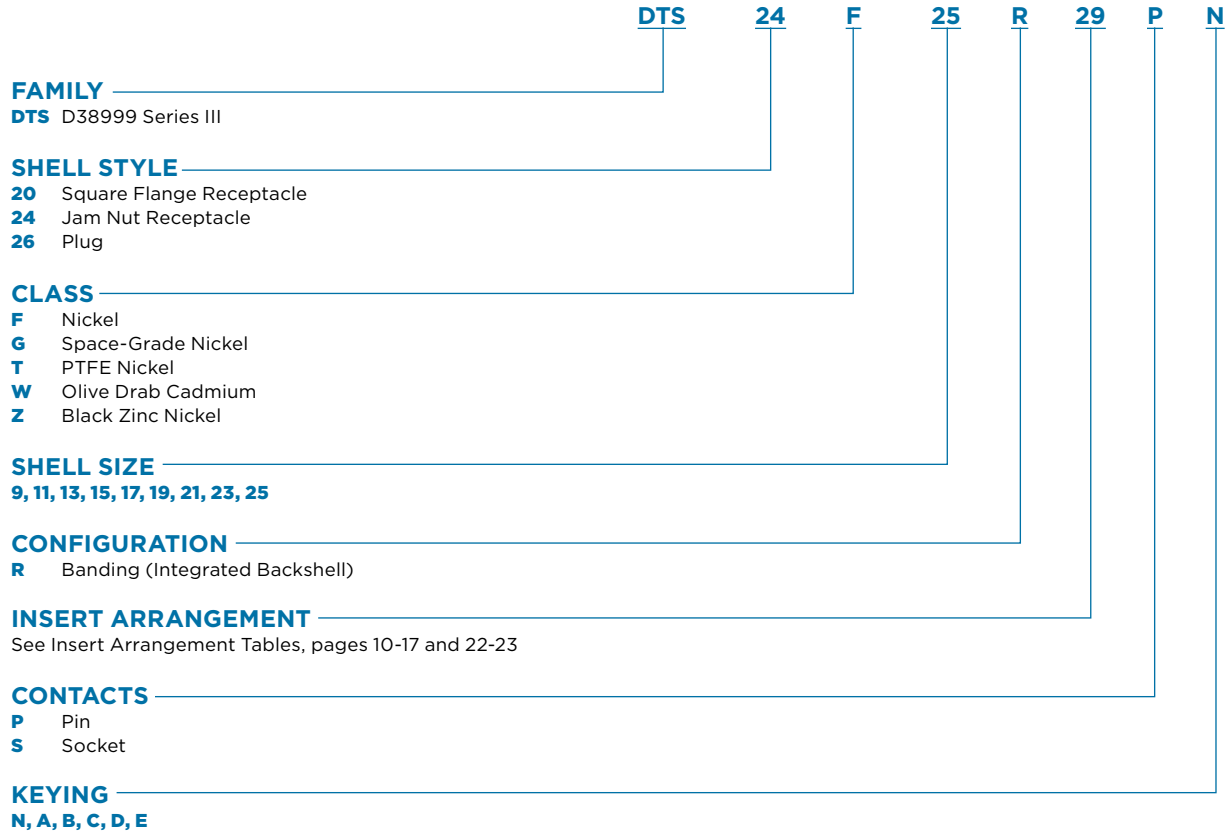 DTS 24 F 25 R 29 P N
FAMILY
DTS D38999 Series III
SHELL STYLE
20 Square Flange Receptacle
24 Jam Nut Receptacle
26 Plug
CLASS
F Nickel
G Space-Grade Nickel
T PTFE Nickel
W Olive Drab Cadmium
Z Black Zinc Nickel
SHELL SIZE
9, 11, 13, 15, 17, 19, 21, 23, 25
CONFIGURATION
R Banding (Integrated Backshell)
INSERT ARRANGEMENT
See Insert Arrangement Tables, pages 10-17 and 22-23
CONTACTS
P Pin
S Socket
KEYING
N, A, B, C, D, E